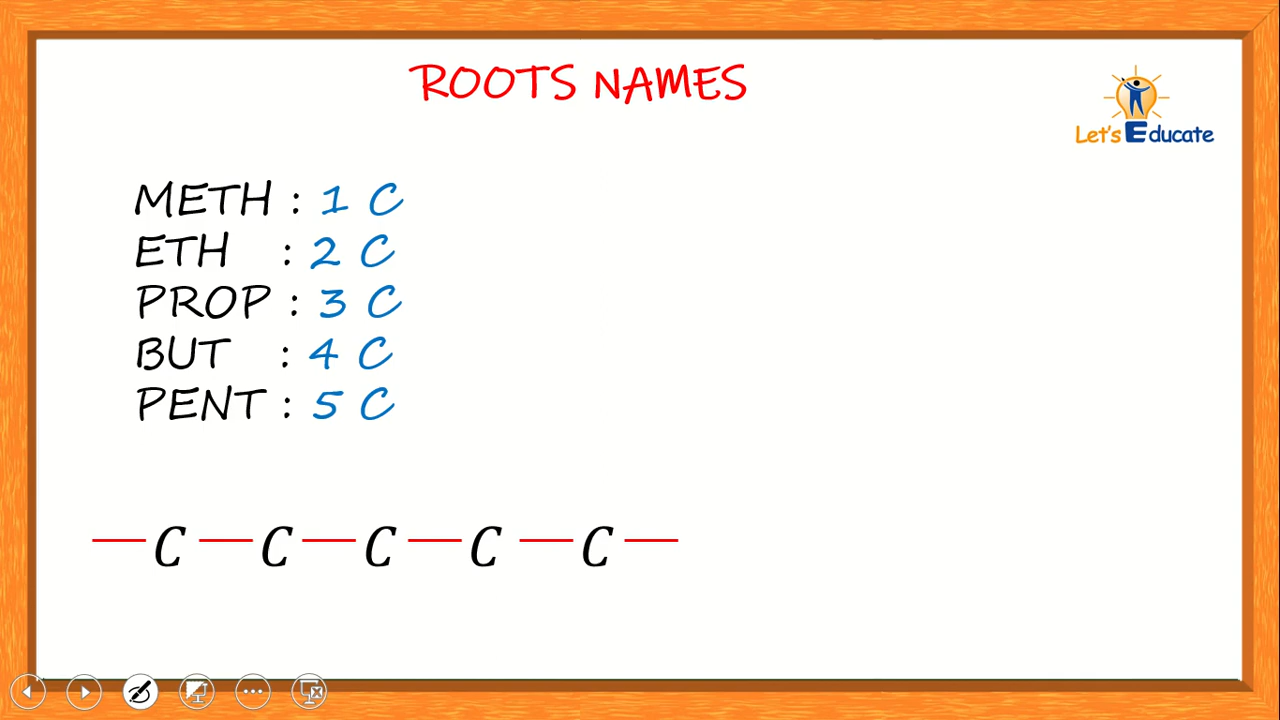 ROOTS NAMES
Let's Educate
METH : 1 C
ETH : 2 C
PROP : 3 C
BUT : 4 C
PENT : 5 C
— C — C — C — C — C —